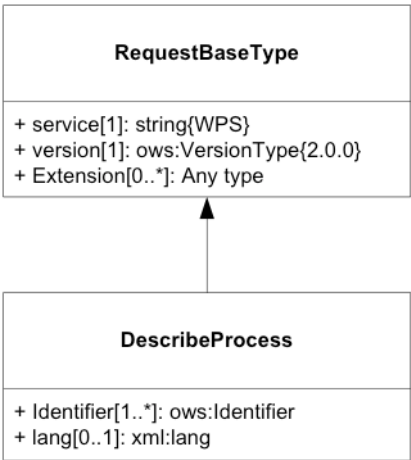 RequestBaseType
+ service[1]: string{WPS}
+ version[1]: ows:VersionType{2.0.0}
+ Extension[0..*]: Any type
DescribeProcess
+ Identifier[1..*]: ows:Identifier
+ lang[0..1]: xml:lang